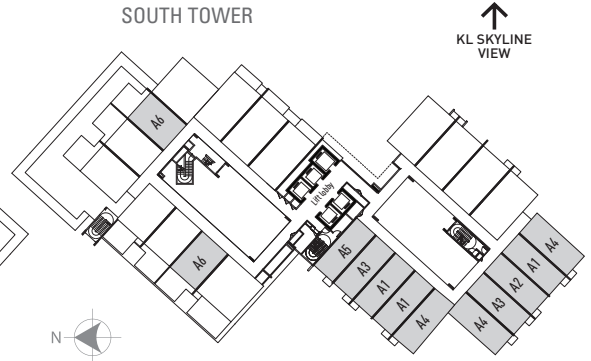 SOUTH TOWER
KL SKYLINE
VIEW
A6
Lift lobby
A6
A5
A3
A1
A1
A4
A4
A1
A2
A3
A4
N